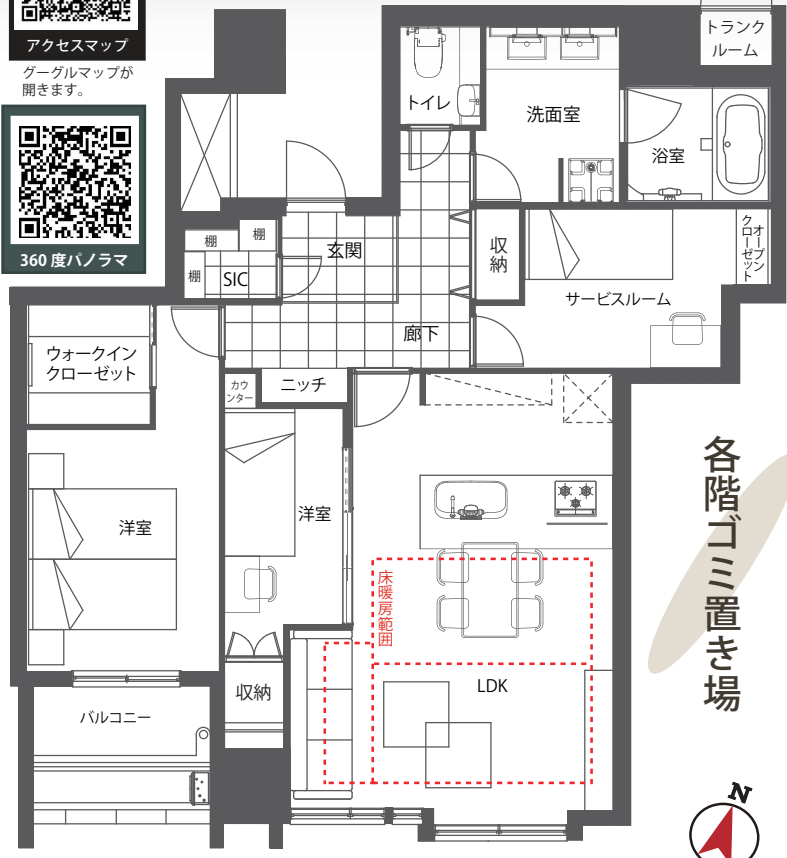 アクセスマップ
グーグルマップが
開きます。
360 度パノラマ
トランク
ルーム
トイレ
洗面室
浴室
棚
棚
棚
SIC
玄関
収納
オープン
クローゼット
サービスルーム
廊下
ウォークイン
クローゼット
カウ
ンター
ニッチ
洋室
洋室
床暖房範囲
LDK
収納
バルコニー
各階ゴミ置き場
N